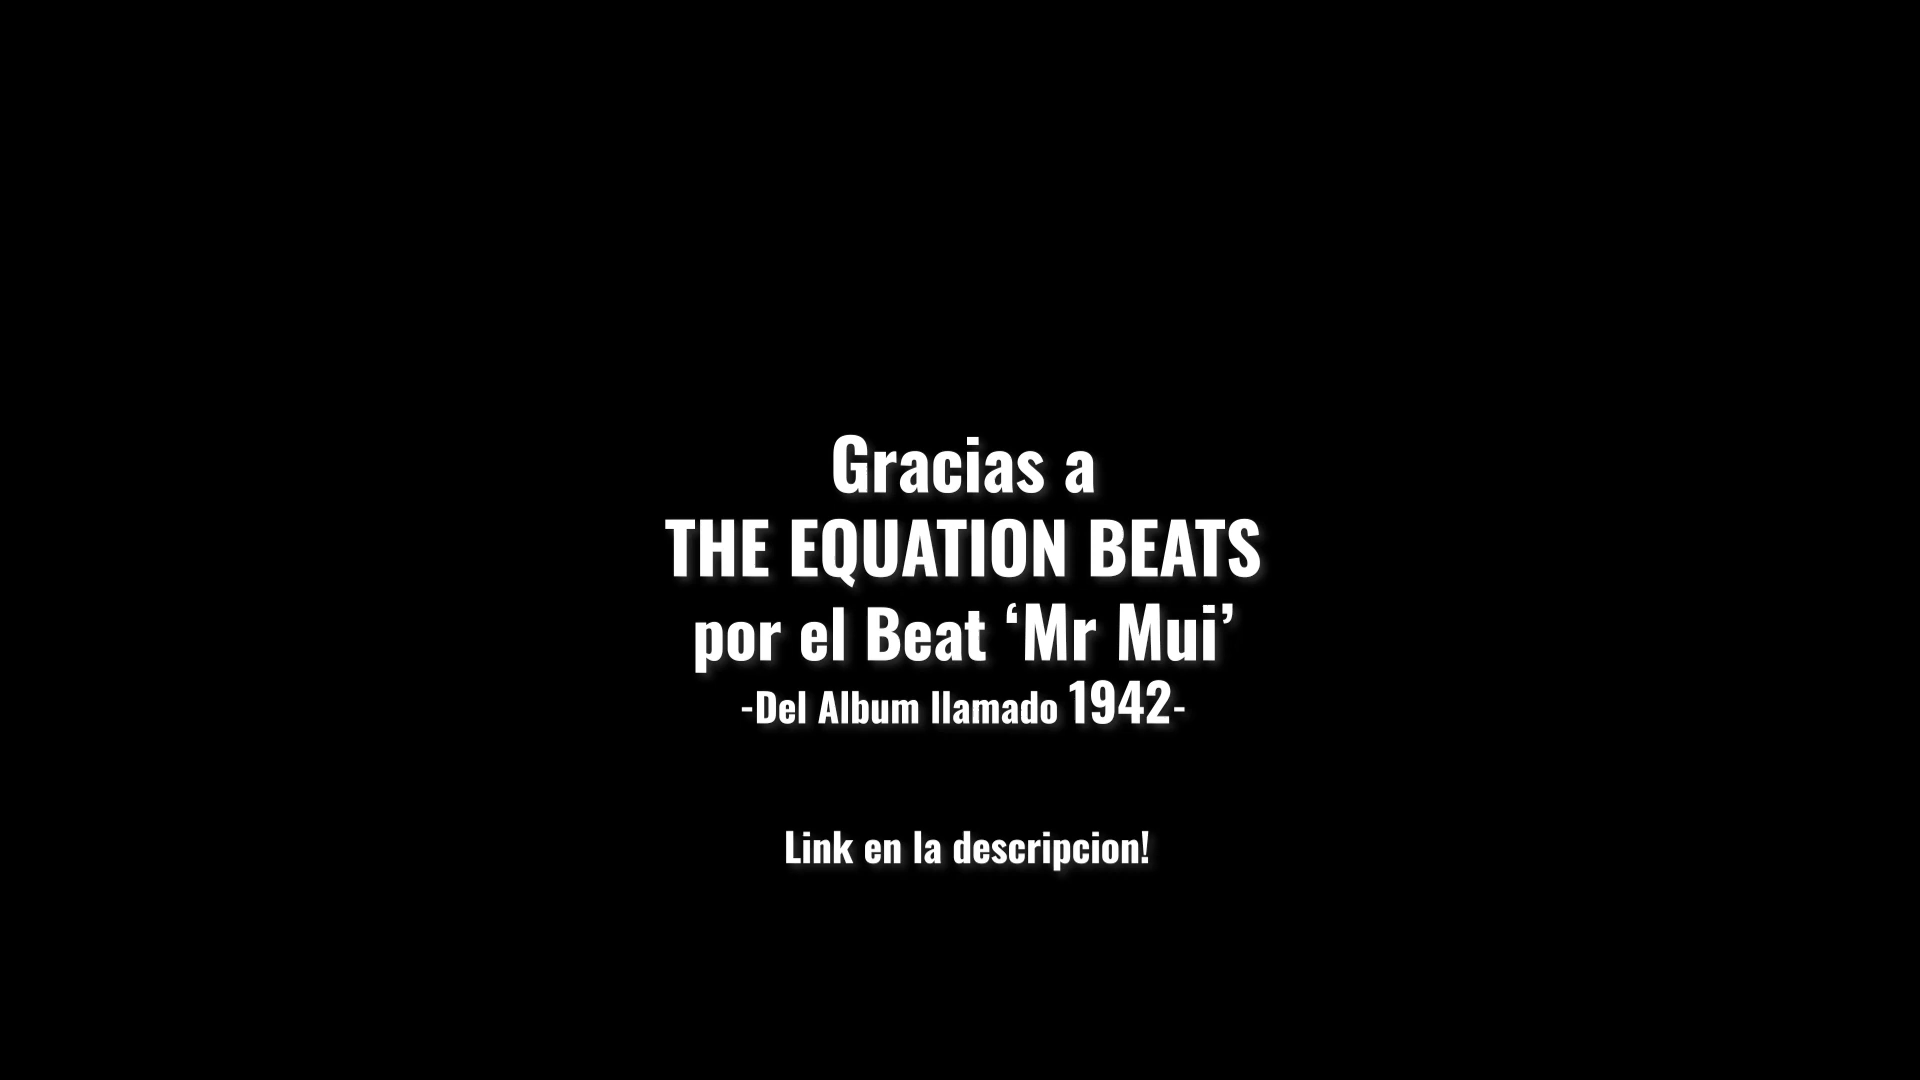 Gracias a
THE EQUATION BEATS
por el Beat ‘Mr Mui’
-Del Album llamado 1942-
Link en la descripcion!